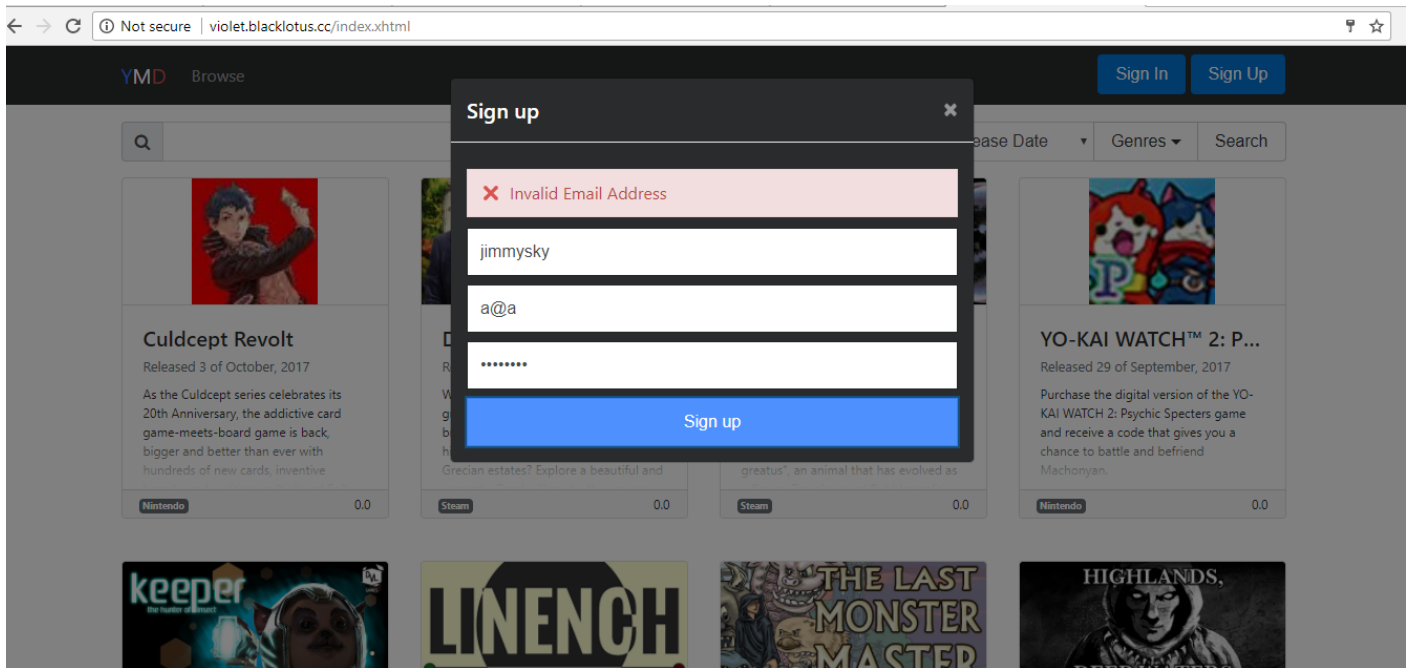 Not secure | violet.blacklotus.cc/index.xhtml
YMD Browse Sign In Sign Up
Sign up ×
ease Date Genres Search
Invalid Email Address
jimmysky
a@a
••••••••
Sign up
Culdcept Revolt
Released 3 of October, 2017
As the Culdcept series celebrates its
20th Anniversary, the addictive card
game-meets-board game is back,
bigger and better than ever with
hundreds of new cards, inventive
Nintendo 0.0
Grecian estates? Explore a beautiful and
Steam 0.0
greatus", an animal that has evolved as
Steam 0.0
YO-KAI WATCH™ 2: P...
Released 29 of September, 2017
Purchase the digital version of the YO-
KAI WATCH 2: Psychic Specters game
and receive a code that gives you a
chance to battle and befriend
Machonyan.
Nintendo 0.0
keeper
LINENCH
THE LAST
MONSTER
MASTER
HIGHLANDS,
DEEP WATERS